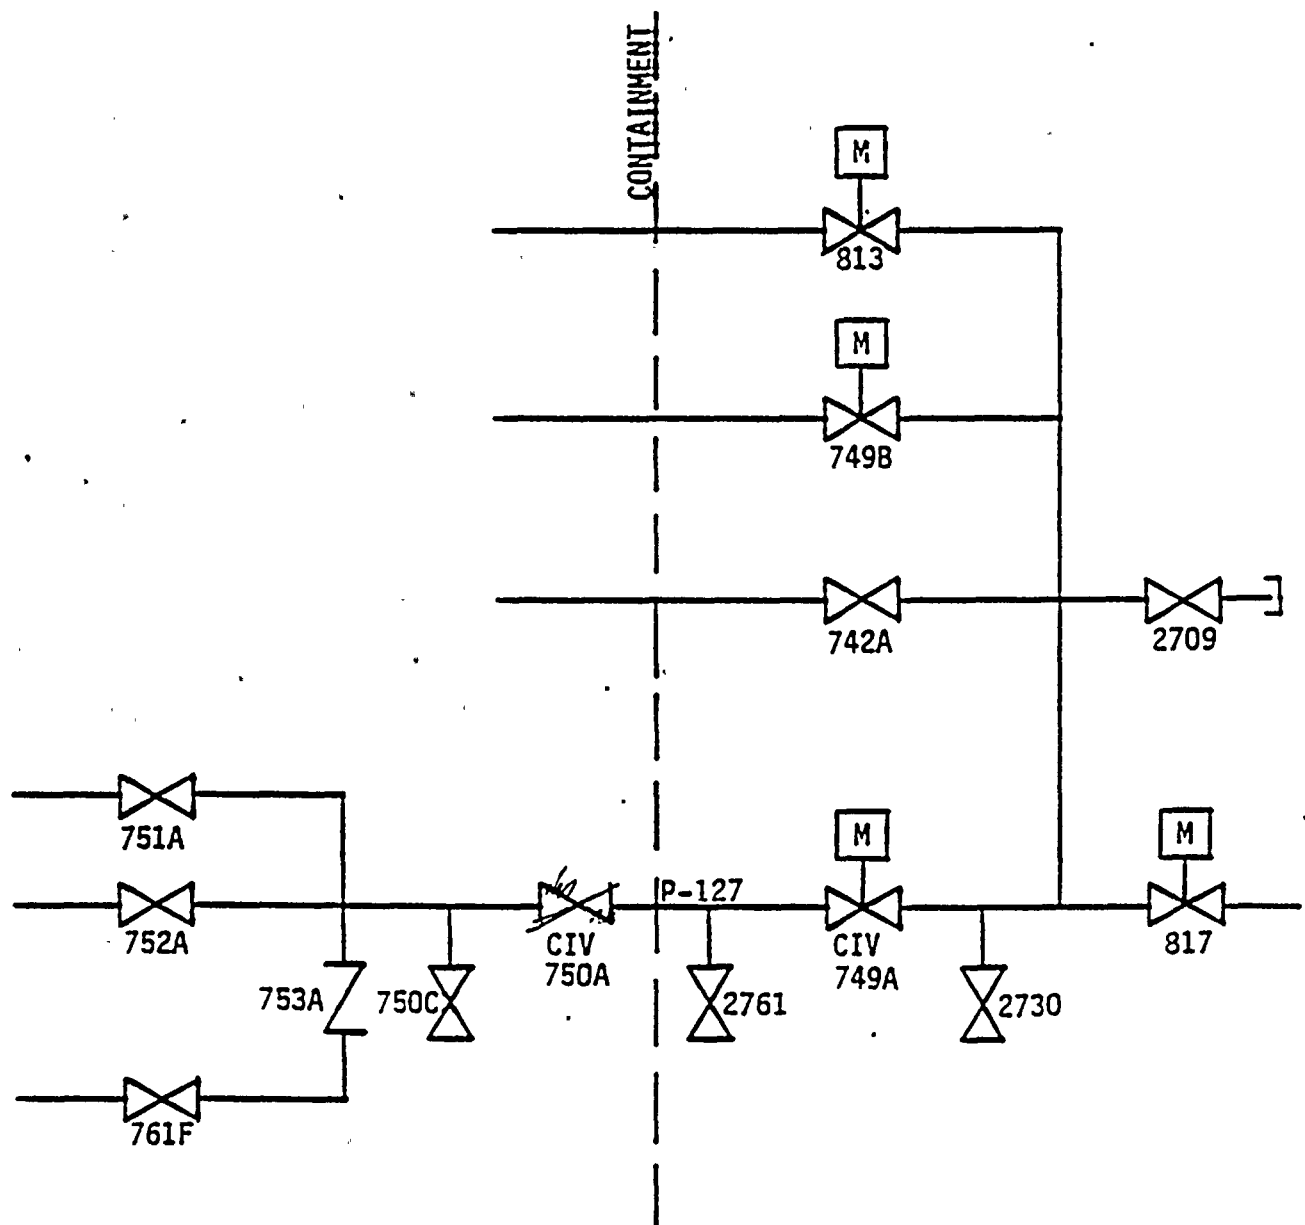 CONTAINMENT
M
813
M
749B
742A
2709
751A
M
M
P-127
752A
CIV
750A
CIV
749A
817
753A
750C
2761
2730
761F